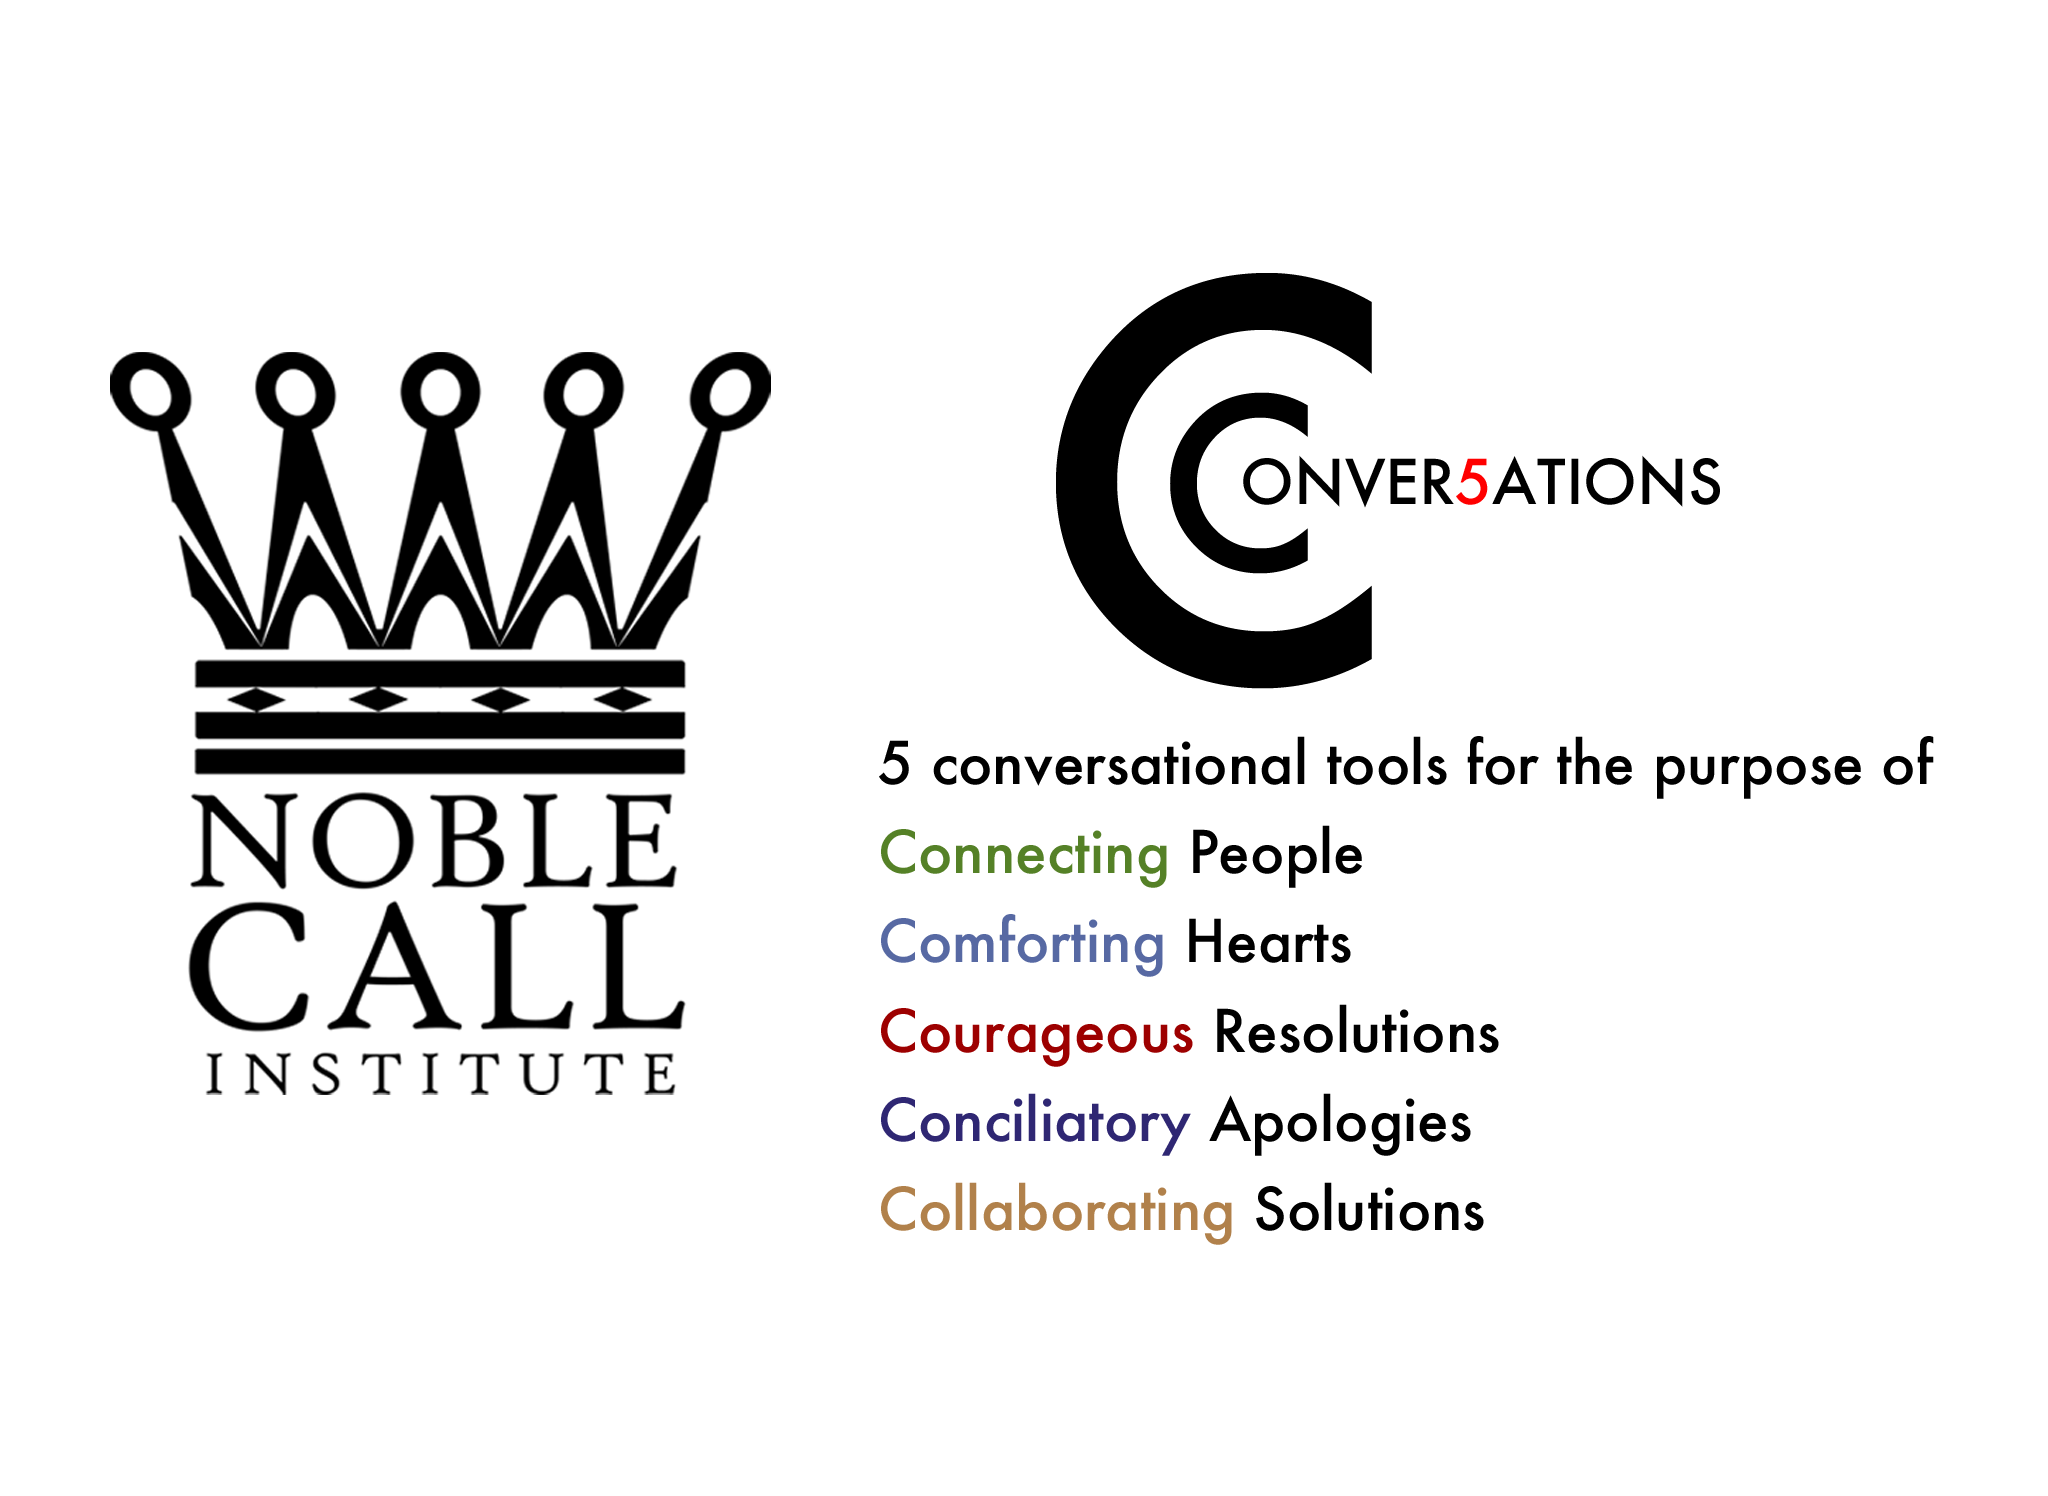 NOBLE
CALL
INSTITUTE
C
CONVER5ATIONS
5 conversational tools for the purpose of
Connecting People
Comforting Hearts
Courageous Resolutions
Conciliatory Apologies
Collaborating Solutions